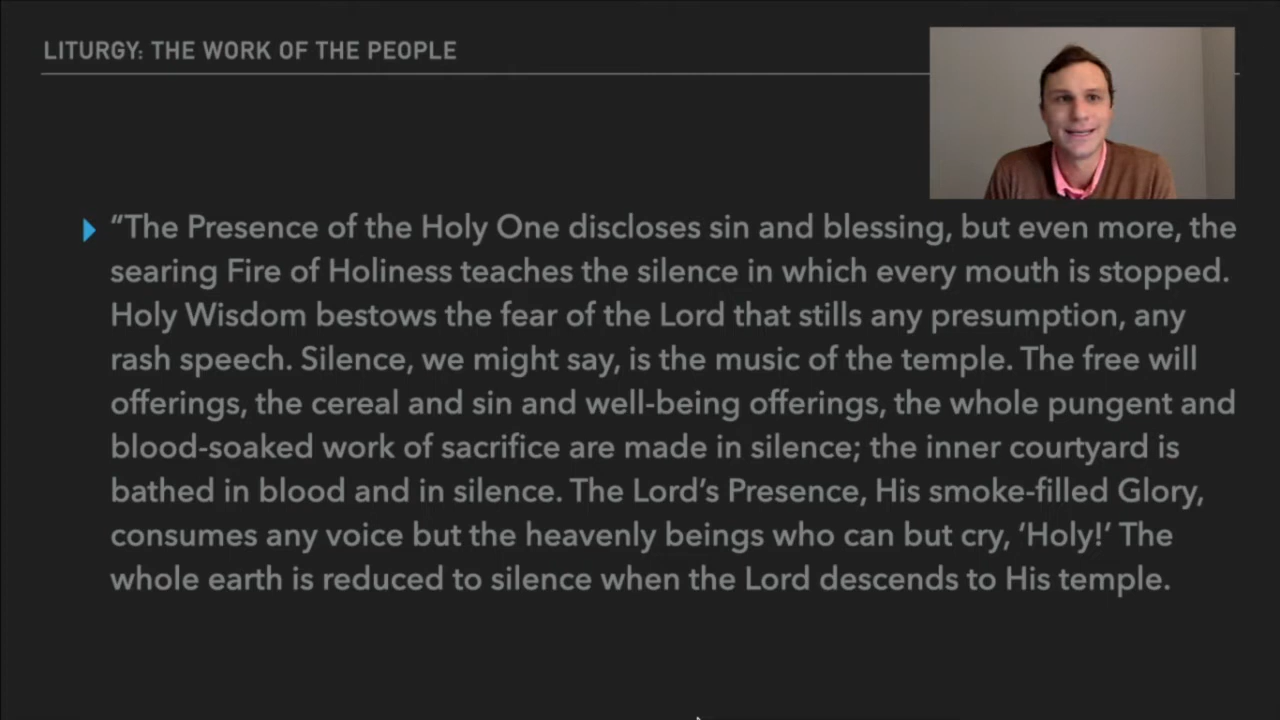 LITURGY: THE WORK OF THE PEOPLE
“The Presence of the Holy One discloses sin and blessing, but even more, the
searing Fire of Holiness teaches the silence in which every mouth is stopped.
Holy Wisdom bestows the fear of the Lord that stills any presumption, any
rash speech. Silence, we might say, is the music of the temple. The free will
offerings, the cereal and sin and well-being offerings, the whole pungent and
blood-soaked work of sacrifice are made in silence; the inner courtyard is
bathed in blood and in silence. The Lord’s Presence, His smoke-filled Glory,
consumes any voice but the heavenly beings who can but cry, ‘Holy!’ The
whole earth is reduced to silence when the Lord descends to His temple.